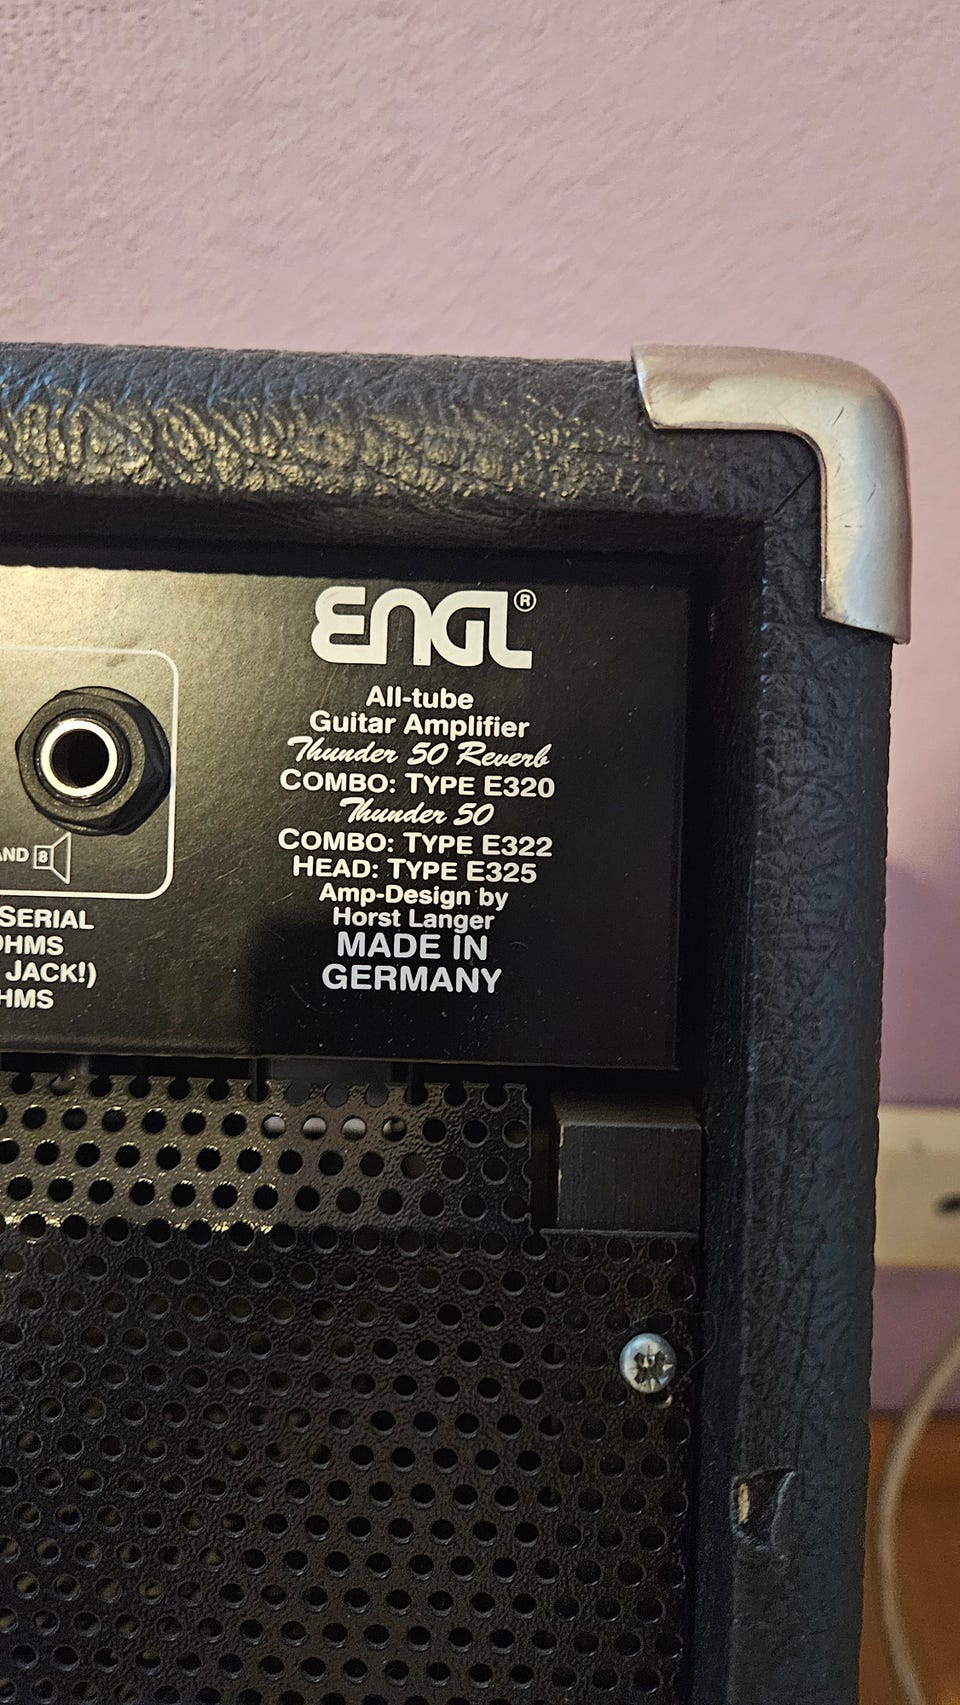 ENGL®
All-tube
Guitar Amplifier
Thunder 50 Reverb
COMBO: TYPE E320
Thunder 50
COMBO: TYPE E322
HEAD: TYPE E325
Amp-Design by
Horst Langer
MADE IN
GERMANY
AND 8
SERIAL
OHMS
JACK!)
HMS